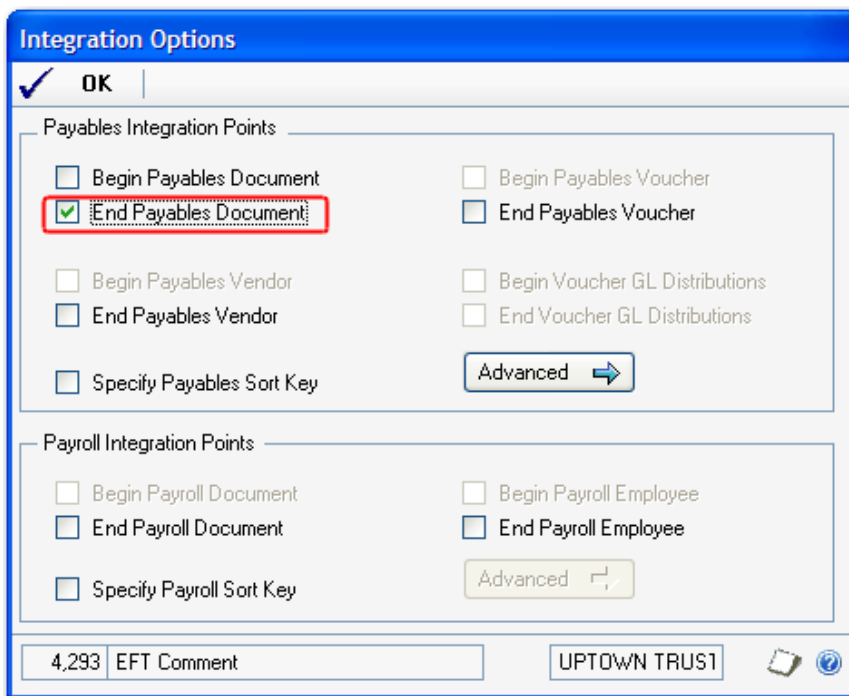 Integration Options
OK
Payables Integration Points
Begin Payables Document
Begin Payables Voucher
End Payables Document
End Payables Voucher
Begin Payables Vendor
Begin Voucher GL Distributions
End Payables Vendor
End Voucher GL Distributions
Specify Payables Sort Key
Advanced
Payroll Integration Points
Begin Payroll Document
Begin Payroll Employee
End Payroll Document
End Payroll Employee
Specify Payroll Sort Key
Advanced
4,293 EFT Comment
UPTOWN TRUST